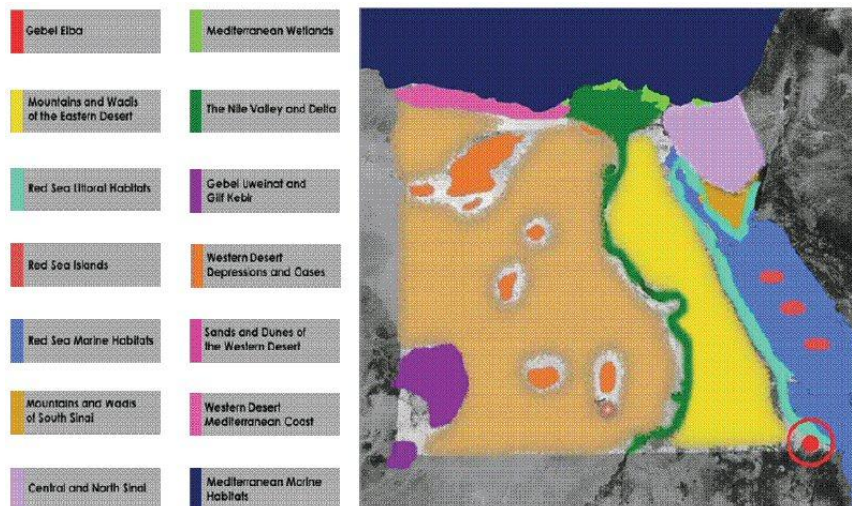 Gebel Elba
Mediterranean Wetlands
Mountains and Wadis
of the Eastern Desert
The Nile Valley and Delta
Red Sea Littoral Habitats
Gebel Uweinat and
Gilf Kebir
Red Sea Islands
Western Desert
Depressions and Oases
Red Sea Marine Habitats
Sands and Dunes of
the Western Desert
Mountains and Wadis
of South Sinai
Western Desert
Mediterranean Coast
Central and North Sinai
Mediterranean Marine
Habitats